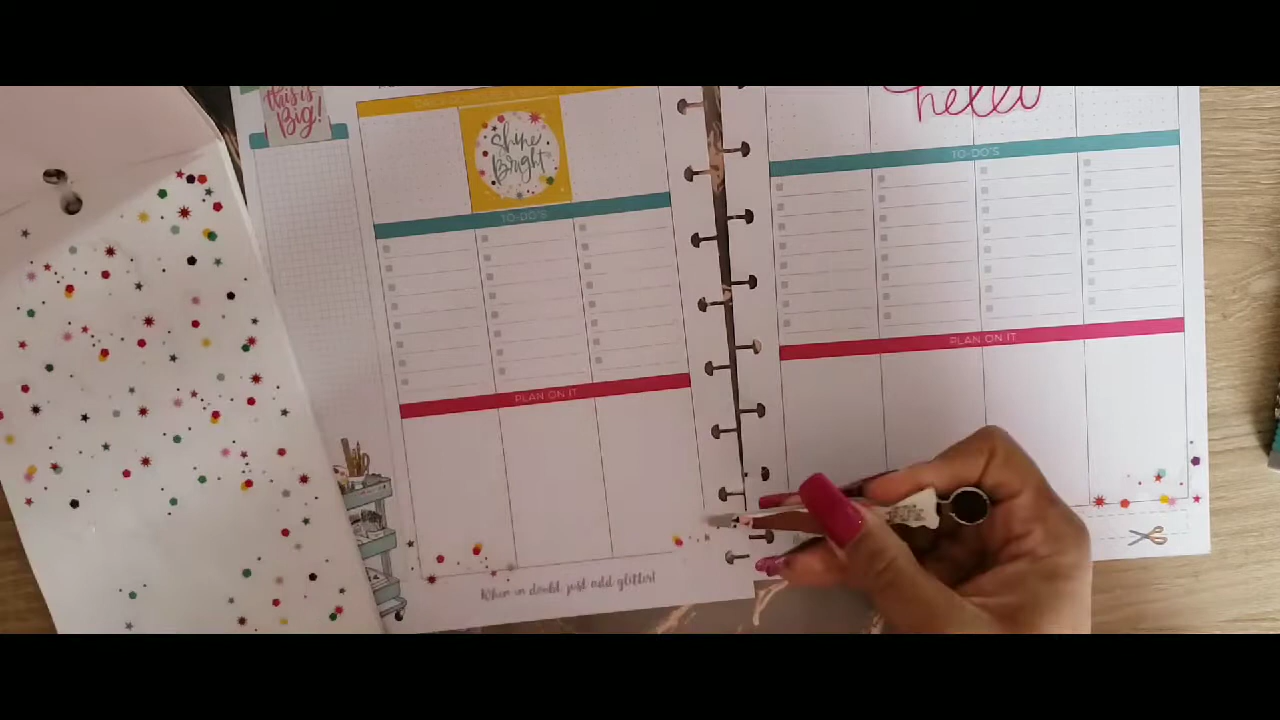 this is
Big!
Shine
Bright
TO-DO'S
PLAN ON IT
When in doubt, just add glitter!
hello
TO-DO'S
PLAN ON IT